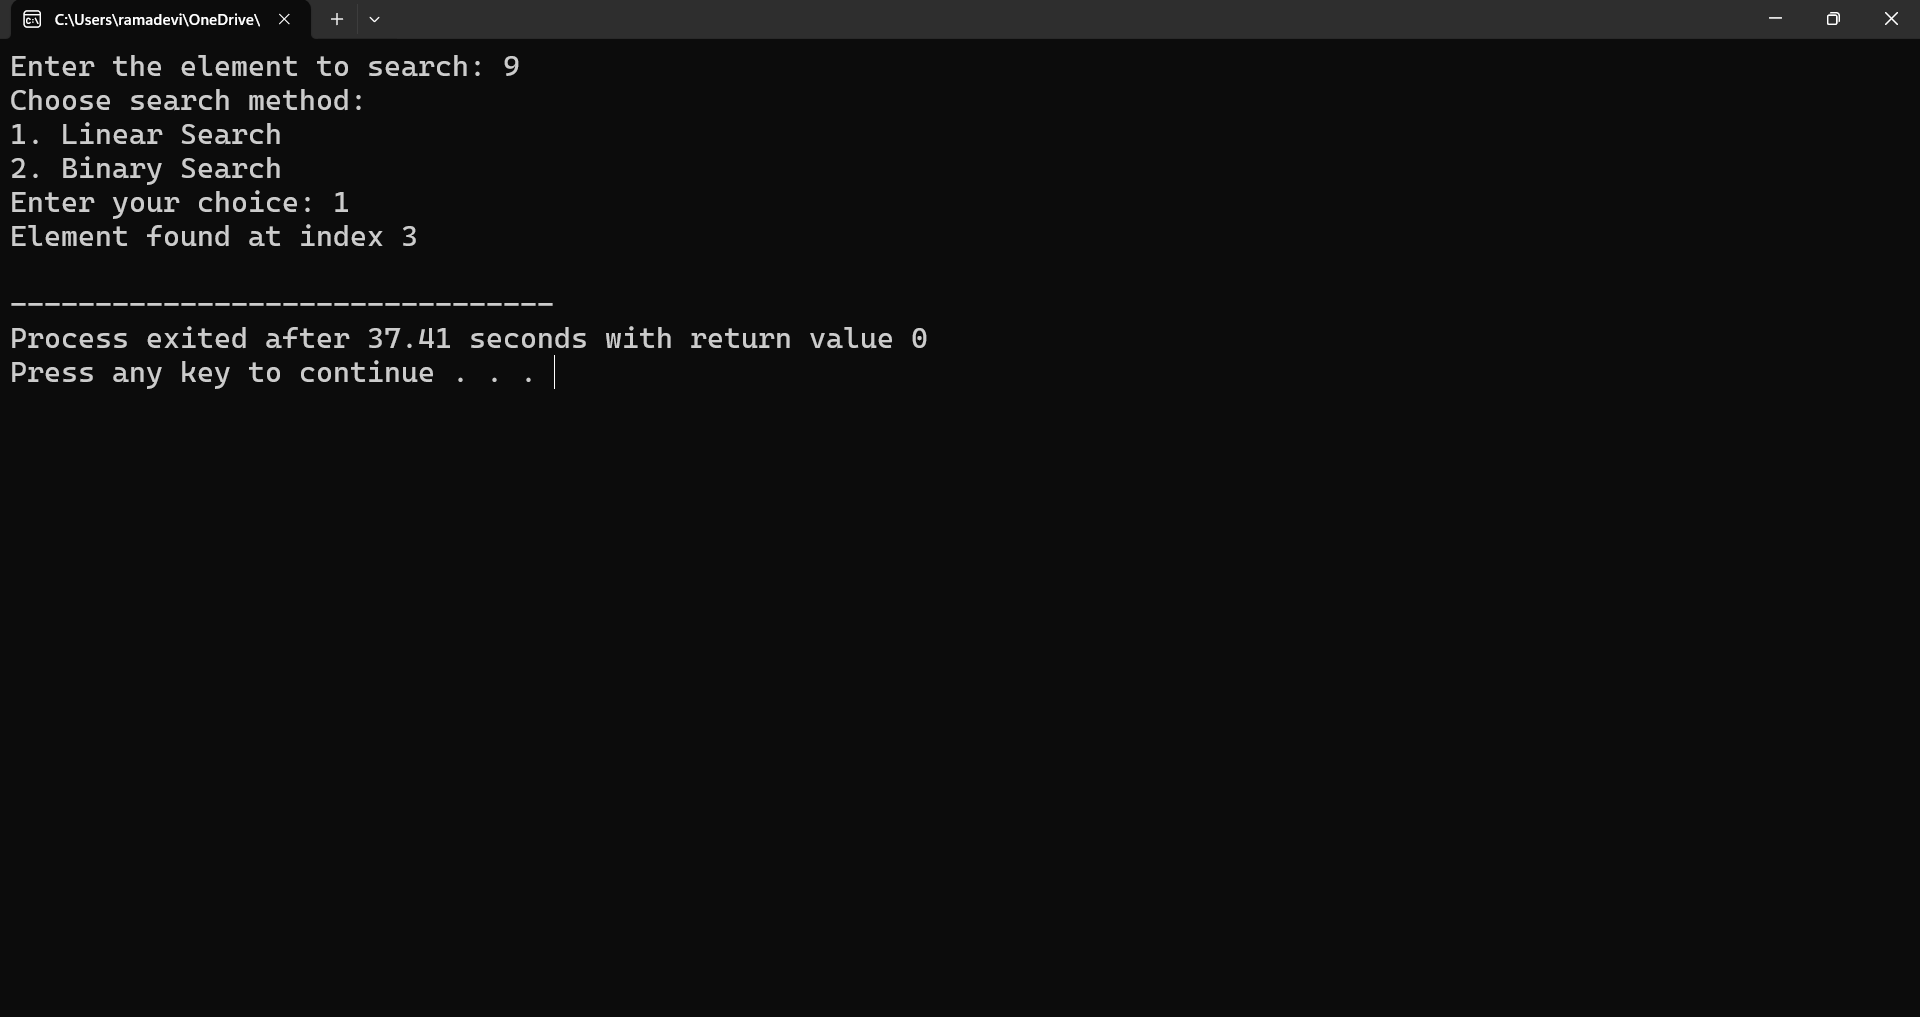 C:\Users\ramadevi\OneDrive\
Enter the element to search: 9
Choose search method:
1. Linear Search
2. Binary Search
Enter your choice: 1
Element found at index 3
--------------------------------
Process exited after 37.41 seconds with return value 0
Press any key to continue . . .